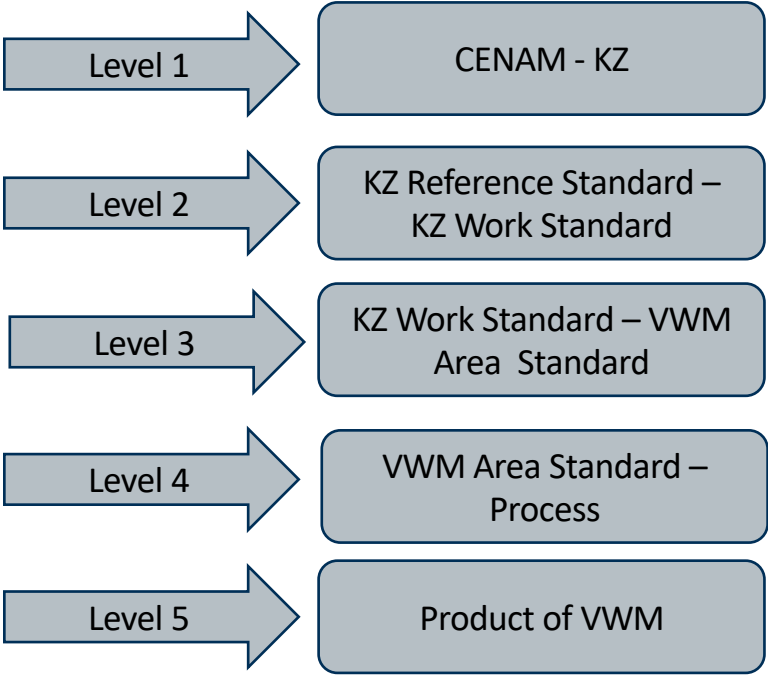 Level 1
CENAM - KZ
Level 2
KZ Reference Standard –
KZ Work Standard
Level 3
KZ Work Standard – VWM
Area Standard
Level 4
VWM Area Standard –
Process
Level 5
Product of VWM